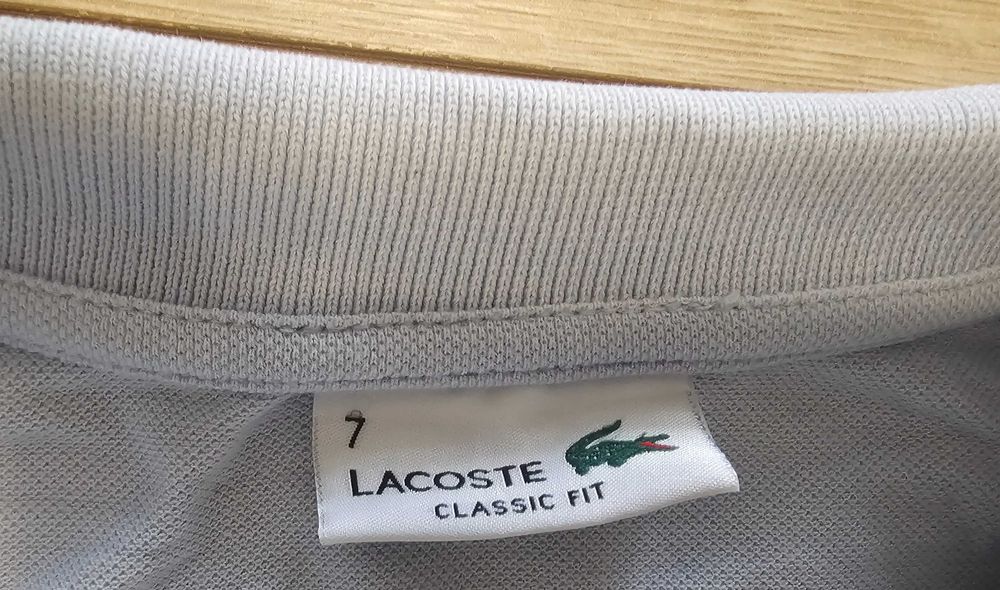 7
LACOSTE
CLASSIC FIT